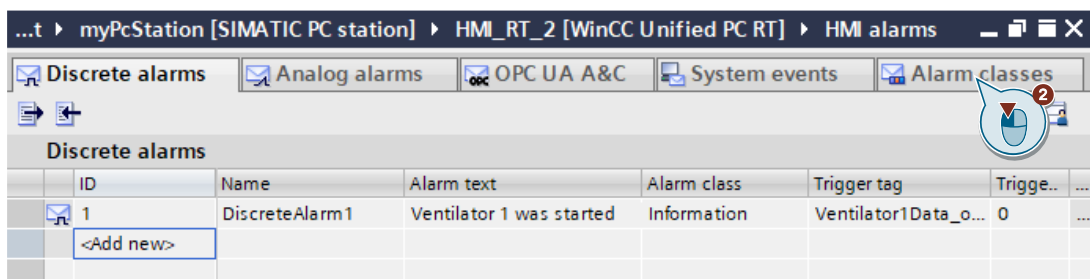 ...t ▸ myPcStation [SIMATIC PC station] ▸ HMI_RT_2 [WinCC Unified PC RT] ▸ HMI alarms
Discrete alarms Analog alarms OPC UA A&C System events Alarm classes
2
Discrete alarms
ID Name Alarm text Alarm class Trigger tag Trigge.. ...
1 DiscreteAlarm1 Ventilator 1 was started Information Ventilator1Data_o... 0 ...
<Add new>